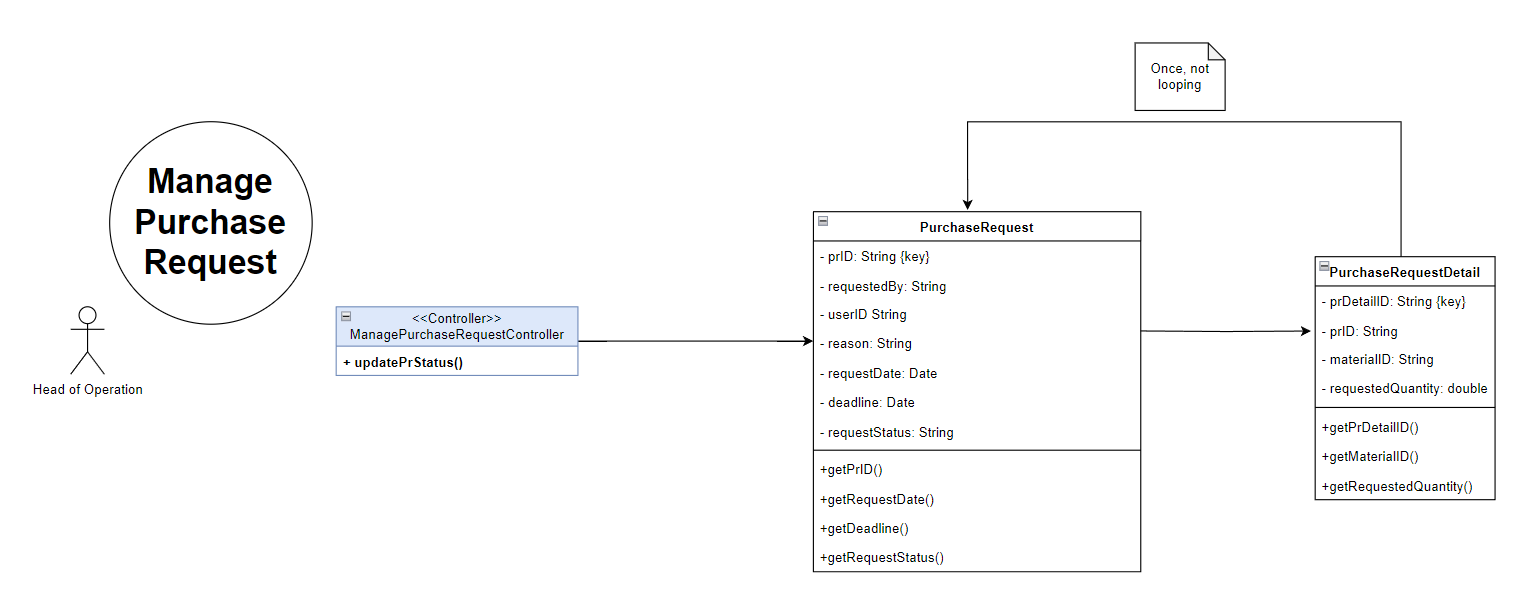 Once, not
looping
Manage
Purchase
Request
Head of Operation
<<Controller>>
ManagePurchaseRequestController
+ updatePrStatus()
PurchaseRequest
- prID: String {key}
- requestedBy: String
- userID String
- reason: String
- requestDate: Date
- deadline: Date
- requestStatus: String
+getPrID()
+getRequestDate()
+getDeadline()
+getRequestStatus()
PurchaseRequestDetail
- prDetailID: String {key}
- prID: String
- materialID: String
- requestedQuantity: double
+getPrDetailID()
+getMaterialID()
+getRequestedQuantity()